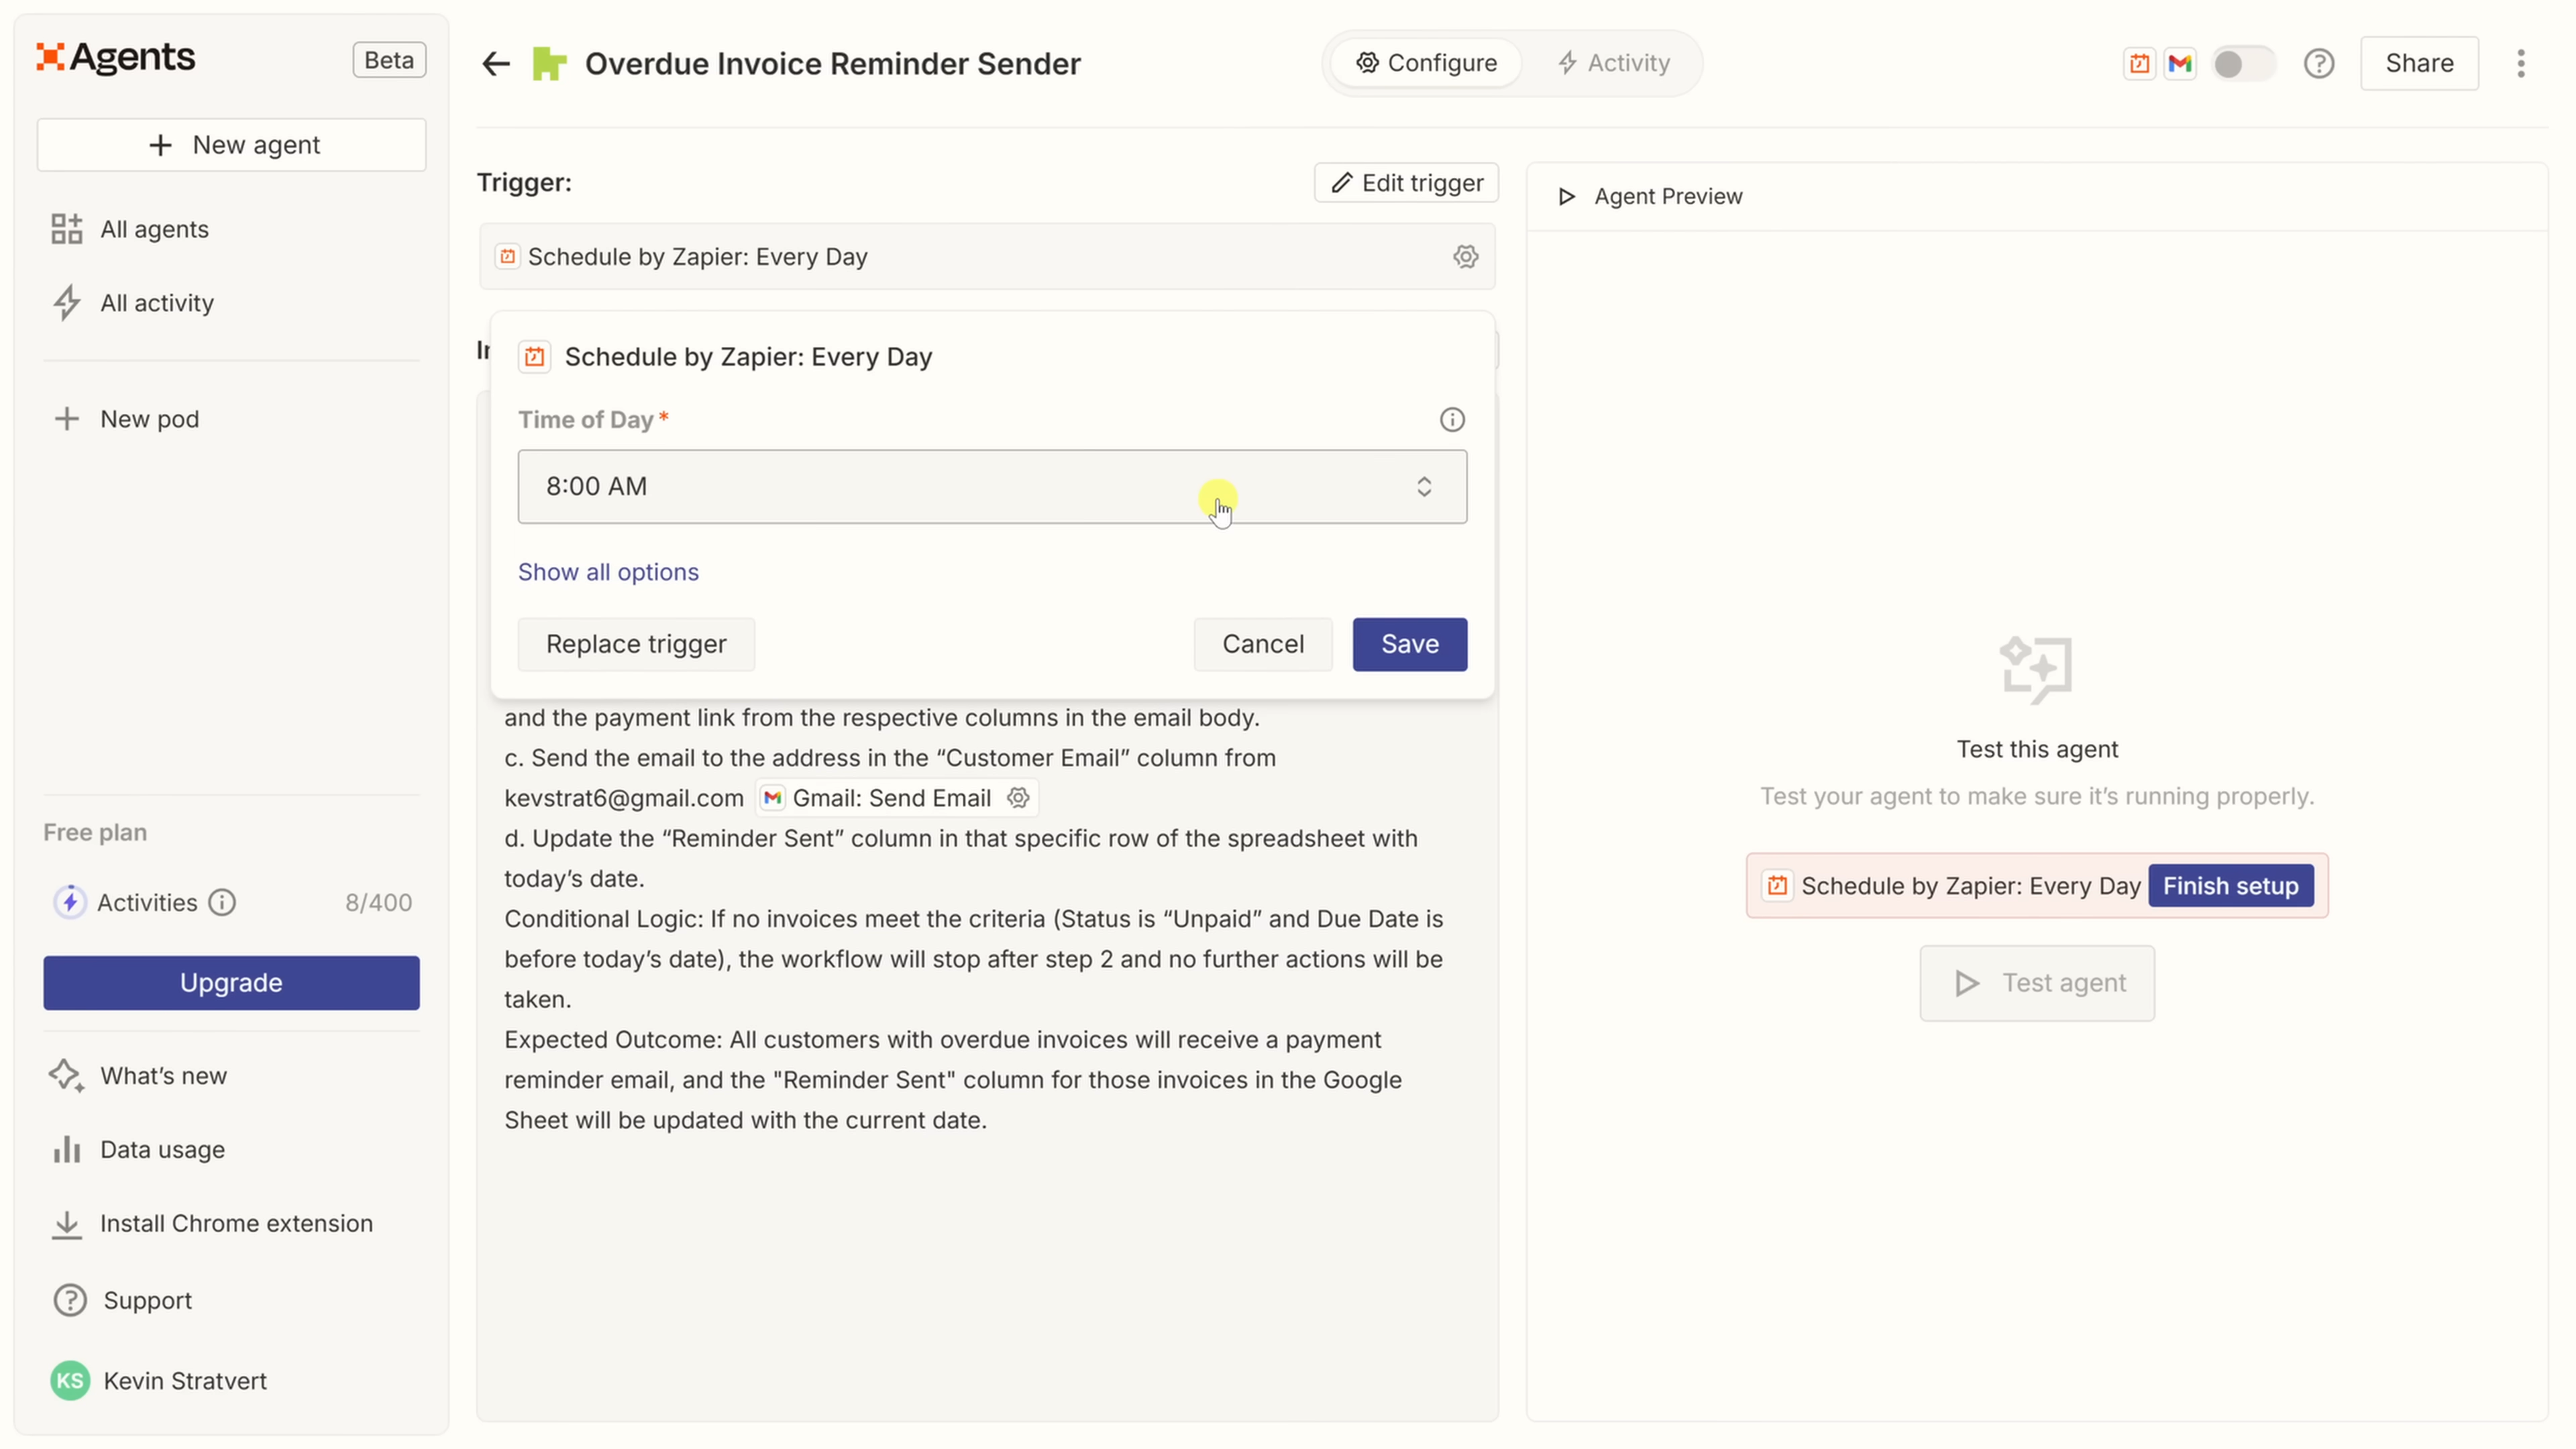 Agents
Beta
New agent
All agents
All activity
New pod
Free plan
Activities
8/400
Upgrade
What's new
Data usage
Install Chrome extension
Support
KS
Kevin Stratvert
Overdue Invoice Reminder Sender
Configure
Activity
Share
Trigger:
Edit trigger
Schedule by Zapier: Every Day
Schedule by Zapier: Every Day
Time of Day *
8:00 AM
Show all options
Replace trigger
Cancel
Save
and the payment link from the respective columns in the email body.
c. Send the email to the address in the “Customer Email” column from
kevstrat6@gmail.com Gmail: Send Email
d. Update the “Reminder Sent” column in that specific row of the spreadsheet with
today’s date.
Conditional Logic: If no invoices meet the criteria (Status is “Unpaid” and Due Date is
before today’s date), the workflow will stop after step 2 and no further actions will be
taken.
Expected Outcome: All customers with overdue invoices will receive a payment
reminder email, and the "Reminder Sent" column for those invoices in the Google
Sheet will be updated with the current date.
Agent Preview
Test this agent
Test your agent to make sure it’s running properly.
Schedule by Zapier: Every Day Finish setup
Test agent